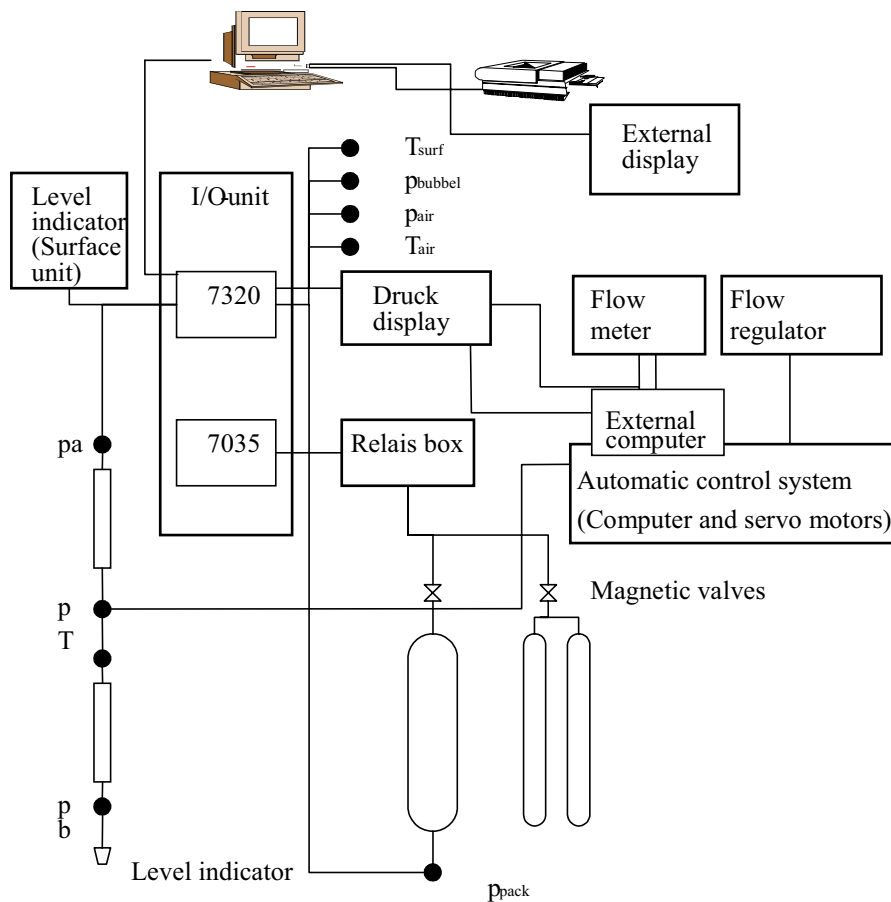 External
display
Tsurf
pbubbel
pair
Tair
Level
indicator
(Surface
unit)
I/O-unit
7320
Druck
display
Flow
meter
Flow
regulator
pa
7035
Relais box
External
computer
Automatic control system
(Computer and servo motors)
p
T
Magnetic valves
p
b
Level indicator
ppack